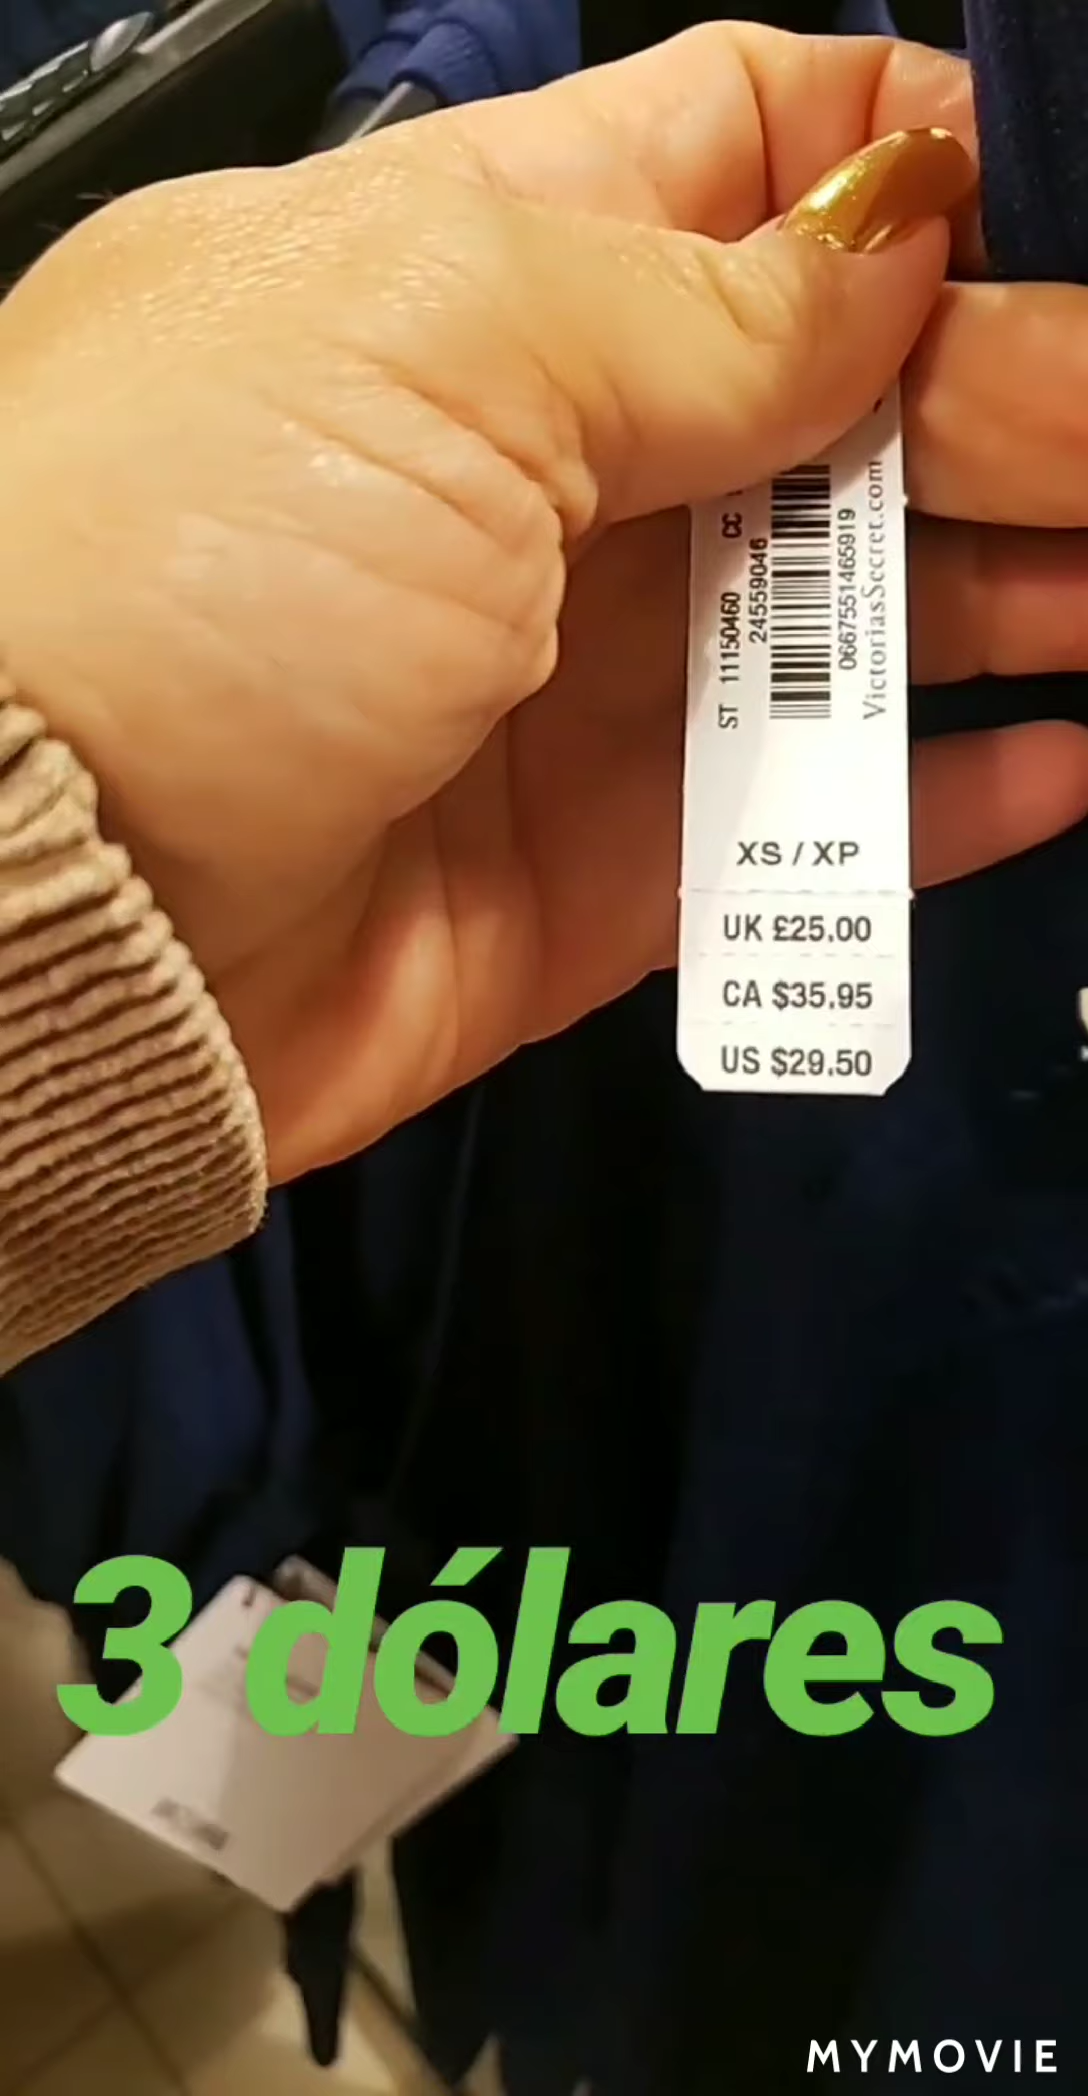 ST 11150460 CC
24559046
0667551465919
VictoriasSecret.com
XS / XP
UK £25.00
CA $35.95
US $29.50
3 dólares
MYMOVIE